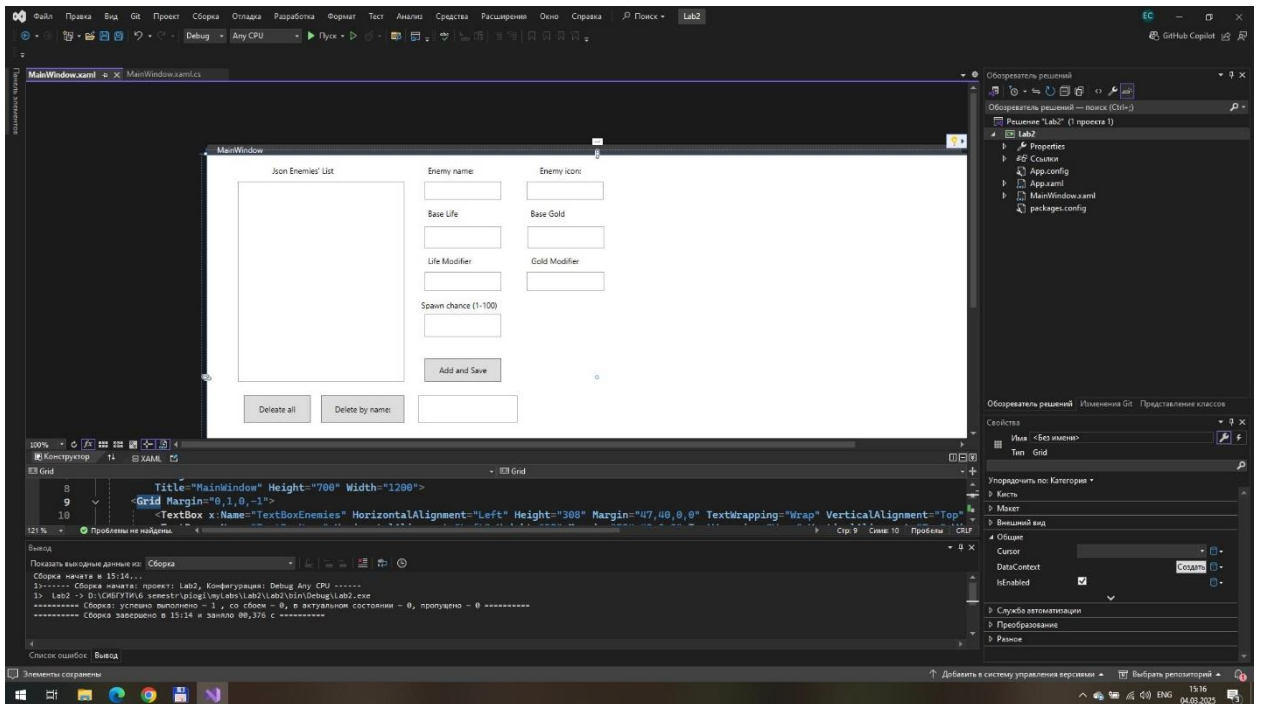 Файл Правка Вид Git Проект Сборка Отладка Разработка Формат Тест Анализ Средства Расширения Окно Справка Поиск Lab2 EC
Debug Any CPU Пуск GitHub Copilot
Панель элементов
MainWindow.xaml MainWindow.xaml.cs
MainWindow
Json Enemies' List Enemy name: Enemy icon:
Base Life Base Gold
Life Modifier Gold Modifier
Spawn chance (1-100)
Add and Save
Deleate all Delete by name:
100%
Конструктор XAML
Grid Grid
8 Title="MainWindow" Height="700" Width="1200">
9 <Grid Margin="0,1,0,-1">
10 <TextBox x:Name="TextBoxEnemies" HorizontalAlignment="Left" Height="308" Margin="47,40,0,0" TextWrapping="Wrap" VerticalAlignment="Top"
121 % Проблемы не найдены. Стр: 9 Симв: 10 Пробелы CRLF
Вывод
Показать выходные данные из: Сборка
Сборка начата в 15:14...
1>------ Сборка начата: проект: Lab2, Конфигурация: Debug Any CPU ------
1> Lab2 -> D:\СИБГУТИ\6 semestr\piogi\myLabs\Lab2\Lab2\bin\Debug\Lab2.exe
========== Сборка: успешно выполнено – 1 , со сбоем – 0, в актуальном состоянии – 0, пропущено – 0 ==========
========== Сборка завершено в 15:14 и заняло 00,376 с ==========
Список ошибок Вывод
Обозреватель решений
Обозреватель решений — поиск (Ctrl+;)
Решение "Lab2" (1 проекта 1)
Lab2
Properties
Ссылки
App.config
App.xaml
MainWindow.xaml
packages.config
Обозреватель решений Изменения Git Представление классов
Свойства
Имя <Без имени>
Тип Grid
Упорядочить по: Категория
Кисть
Макет
Внешний вид
Общие
Cursor
DataContext Создать
IsEnabled
Служба автоматизации
Преобразование
Разное
Элементы сохранены Добавить в систему управления версиями Выбрать репозиторий
ENG 15:16
04.03.2025